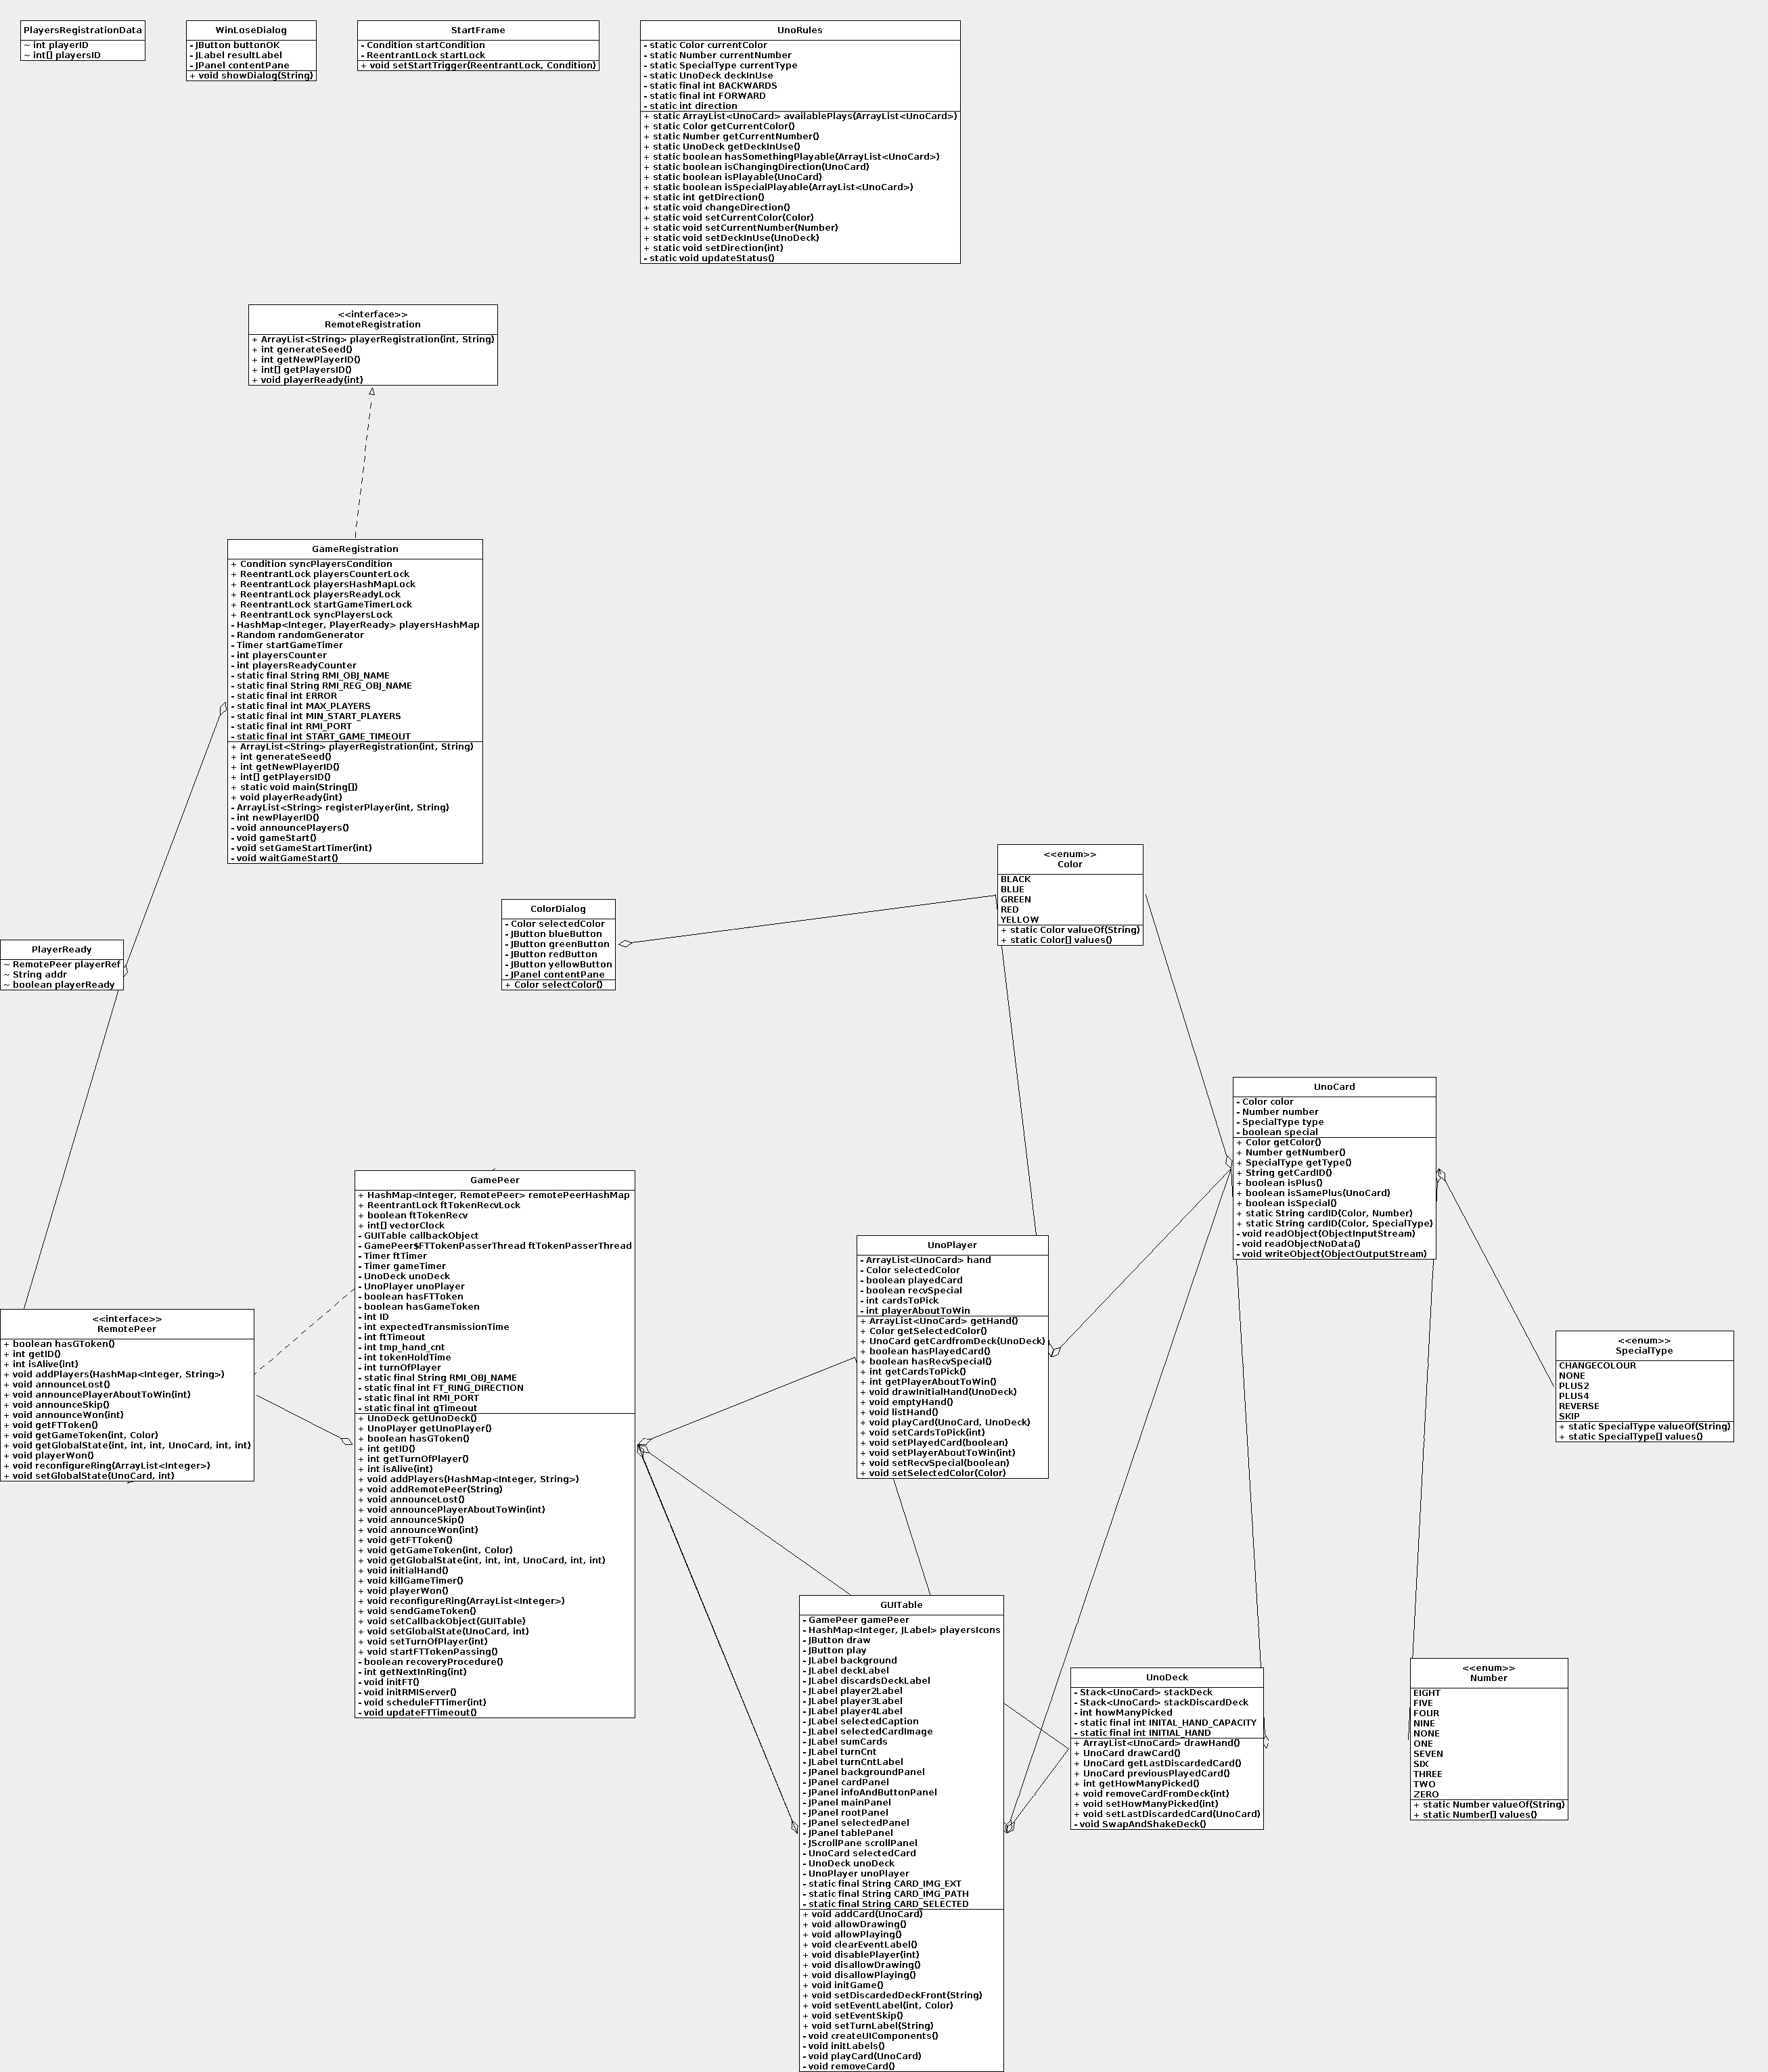 PlayersRegistrationData
~ int playerID
~ int[] playersID
WinLoseDialog
- JButton buttonOK
- JLabel resultLabel
- JPanel contentPane
+ void showDialog(String)
StartFrame
- Condition startCondition
- ReentrantLock startLock
+ void setStartTrigger(ReentrantLock, Condition)
UnoRules
- static Color currentColor
- static Number currentNumber
- static SpecialType currentType
- static UnoDeck deckInUse
- static final int BACKWARDS
- static final int FORWARD
- static int direction
+ static ArrayList<UnoCard> availablePlays(ArrayList<UnoCard>)
+ static Color getCurrentColor()
+ static Number getCurrentNumber()
+ static UnoDeck getDeckInUse()
+ static boolean hasSomethingPlayable(ArrayList<UnoCard>)
+ static boolean isChangingDirection(UnoCard)
+ static boolean isPlayable(UnoCard)
+ static boolean isSpecialPlayable(ArrayList<UnoCard>)
+ static int getDirection()
+ static void changeDirection()
+ static void setCurrentColor(Color)
+ static void setCurrentNumber(Number)
+ static void setDeckInUse(UnoDeck)
+ static void setDirection(int)
- static void updateStatus()
<<interface>>
RemoteRegistration
+ ArrayList<String> playerRegistration(int, String)
+ int generateSeed()
+ int getNewPlayerID()
+ int[] getPlayersID()
+ void playerReady(int)
GameRegistration
+ Condition syncPlayersCondition
+ ReentrantLock playersCounterLock
+ ReentrantLock playersHashMapLock
+ ReentrantLock playersReadyLock
+ ReentrantLock startGameTimerLock
+ ReentrantLock syncPlayersLock
- HashMap<Integer, PlayerReady> playersHashMap
- Random randomGenerator
- Timer startGameTimer
- int playersCounter
- int playersReadyCounter
- static final String RMI_OBJ_NAME
- static final String RMI_REG_OBJ_NAME
- static final int ERROR
- static final int MAX_PLAYERS
- static final int MIN_START_PLAYERS
- static final int RMI_PORT
- static final int START_GAME_TIMEOUT
+ ArrayList<String> playerRegistration(int, String)
+ int generateSeed()
+ int getNewPlayerID()
+ int[] getPlayersID()
+ static void main(String[])
+ void playerReady(int)
- ArrayList<String> registerPlayer(int, String)
- int newPlayerID()
- void announcePlayers()
- void gameStart()
- void setGameStartTimer(int)
- void waitGameStart()
<<enum>>
Color
BLACK
BLUE
GREEN
RED
YELLOW
+ static Color valueOf(String)
+ static Color[] values()
ColorDialog
- Color selectedColor
- JButton blueButton
- JButton greenButton
- JButton redButton
- JButton yellowButton
- JPanel contentPane
+ Color selectColor()
PlayerReady
~ RemotePeer playerRef
~ String addr
~ boolean playerReady
UnoCard
- Color color
- Number number
- SpecialType type
- boolean special
+ Color getColor()
+ Number getNumber()
+ SpecialType getType()
+ String getCardID()
+ boolean isPlus()
+ boolean isSamePlus(UnoCard)
+ boolean isSpecial()
+ static String cardID(Color, Number)
+ static String cardID(Color, SpecialType)
- void readObject(ObjectInputStream)
- void readObjectNoData()
- void writeObject(ObjectOutputStream)
GamePeer
+ HashMap<Integer, RemotePeer> remotePeerHashMap
+ ReentrantLock ftTokenRecvLock
+ boolean ftTokenRecv
+ int[] vectorClock
- GUITable callbackObject
- GamePeer$FTTokenPasserThread ftTokenPasserThread
- Timer ftTimer
- Timer gameTimer
- UnoDeck unoDeck
- UnoPlayer unoPlayer
- boolean hasFTToken
- boolean hasGameToken
- int ID
- int expectedTransmissionTime
- int ftTimeout
- int tmp_hand_cnt
- int tokenHoldTime
- int turnOfPlayer
- static final String RMI_OBJ_NAME
- static final int FT_RING_DIRECTION
- static final int RMI_PORT
- static final int gTimeout
+ UnoDeck getUnoDeck()
+ UnoPlayer getUnoPlayer()
+ boolean hasGToken()
+ int getID()
+ int getTurnOfPlayer()
+ int isAlive(int)
+ void addPlayers(HashMap<Integer, String>)
+ void addRemotePeer(String)
+ void announceLost()
+ void announcePlayerAboutToWin(int)
+ void announceSkip()
+ void announceWon(int)
+ void getFTToken()
+ void getGameToken(int, Color)
+ void getGlobalState(int, int, int, UnoCard, int, int)
+ void initialHand()
+ void killGameTimer()
+ void playerWon()
+ void reconfigureRing(ArrayList<Integer>)
+ void sendGameToken()
+ void setCallbackObject(GUITable)
+ void setGlobalState(UnoCard, int)
+ void setTurnOfPlayer(int)
+ void startFTTokenPassing()
- boolean recoveryProcedure()
- int getNextInRing(int)
- void initFT()
- void initRMIServer()
- void scheduleFTTimer(int)
- void updateFTTimeout()
UnoPlayer
- ArrayList<UnoCard> hand
- Color selectedColor
- boolean playedCard
- boolean recvSpecial
- int cardsToPick
- int playerAboutToWin
+ ArrayList<UnoCard> getHand()
+ Color getSelectedColor()
+ UnoCard getCardfromDeck(UnoDeck)
+ boolean hasPlayedCard()
+ boolean hasRecvSpecial()
+ int getCardsToPick()
+ int getPlayerAboutToWin()
+ void drawInitialHand(UnoDeck)
+ void emptyHand()
+ void listHand()
+ void playCard(UnoCard, UnoDeck)
+ void setCardsToPick(int)
+ void setPlayedCard(boolean)
+ void setPlayerAboutToWin(int)
+ void setRecvSpecial(boolean)
+ void setSelectedColor(Color)
<<interface>>
RemotePeer
+ boolean hasGToken()
+ int getID()
+ int isAlive(int)
+ void addPlayers(HashMap<Integer, String>)
+ void announceLost()
+ void announcePlayerAboutToWin(int)
+ void announceSkip()
+ void announceWon(int)
+ void getFTToken()
+ void getGameToken(int, Color)
+ void getGlobalState(int, int, int, UnoCard, int, int)
+ void playerWon()
+ void reconfigureRing(ArrayList<Integer>)
+ void setGlobalState(UnoCard, int)
<<enum>>
SpecialType
CHANGECOLOUR
NONE
PLUS2
PLUS4
REVERSE
SKIP
+ static SpecialType valueOf(String)
+ static SpecialType[] values()
GUITable
- GamePeer gamePeer
- HashMap<Integer, JLabel> playersIcons
- JButton draw
- JButton play
- JLabel background
- JLabel deckLabel
- JLabel discardsDeckLabel
- JLabel player2Label
- JLabel player3Label
- JLabel player4Label
- JLabel selectedCaption
- JLabel selectedCardImage
- JLabel sumCards
- JLabel turnCnt
- JLabel turnCntLabel
- JPanel backgroundPanel
- JPanel cardPanel
- JPanel infoAndButtonPanel
- JPanel mainPanel
- JPanel rootPanel
- JPanel selectedPanel
- JPanel tablePanel
- JScrollPane scrollPanel
- UnoCard selectedCard
- UnoDeck unoDeck
- UnoPlayer unoPlayer
- static final String CARD_IMG_EXT
- static final String CARD_IMG_PATH
- static final String CARD_SELECTED
+ void addCard(UnoCard)
+ void allowDrawing()
+ void allowPlaying()
+ void clearEventLabel()
+ void disablePlayer(int)
+ void disallowDrawing()
+ void disallowPlaying()
+ void initGame()
+ void setDiscardedDeckFront(String)
+ void setEventLabel(int, Color)
+ void setEventSkip()
+ void setTurnLabel(String)
- void createUIComponents()
- void initLabels()
- void playCard(UnoCard)
- void removeCard()
UnoDeck
- Stack<UnoCard> stackDeck
- Stack<UnoCard> stackDiscardDeck
- int howManyPicked
- static final int INITAL_HAND_CAPACITY
- static final int INITIAL_HAND
+ ArrayList<UnoCard> drawHand()
+ UnoCard drawCard()
+ UnoCard getLastDiscardedCard()
+ UnoCard previousPlayedCard()
+ int getHowManyPicked()
+ void removeCardFromDeck(int)
+ void setHowManyPicked(int)
+ void setLastDiscardedCard(UnoCard)
- void SwapAndShakeDeck()
<<enum>>
Number
EIGHT
FIVE
FOUR
NINE
NONE
ONE
SEVEN
SIX
THREE
TWO
ZERO
+ static Number valueOf(String)
+ static Number[] values()